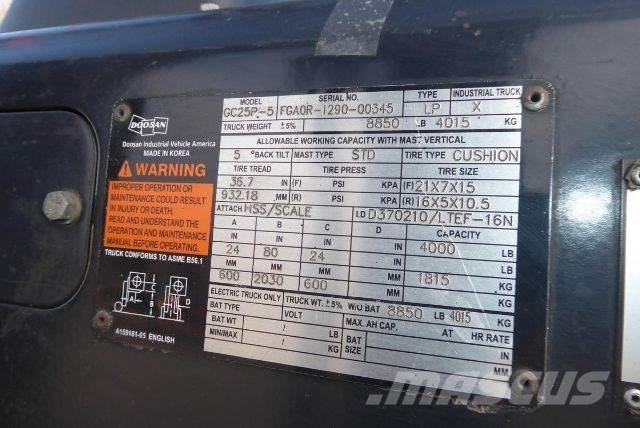 MODEL SERIAL NO. TYPE INDUSTRIAL TRUCK
GC25P-5 FGA0R-1290-00345 LP X
TRUCK WEIGHT ±5% 8850 LB 4015 KG
ALLOWABLE WORKING CAPACITY WITH MAST VERTICAL
5 °BACK TILT MAST TYPE STD TIRE TYPE CUSHION
TIRE TREAD TIRE PRESS TIRE SIZE
36.7 IN (F) PSI KPA (F) 21X7X15
932.18 MM (R) PSI KPA (R) 16X5X10.5
ATTACH HSS/SCALE I.D D370210/LTEF-16N
A B C CAPACITY
24 80 24 IN IN 4000 LB
600 2030 600 MM MM 1815 KG
ELECTRIC TRUCK ONLY TRUCK WT. ±5% W/O BAT 8850 LB 4015 KG
BAT TYPE VOLT MAX. AH CAP. AT HR RATE
BAT WT / LB BAT SIZE IN
MIN/MAX / KG MM
DOOSAN
Doosan Industrial Vehicle America
MADE IN KOREA
WARNING
IMPROPER OPERATION OR
MAINTENANCE COULD RESULT
IN INJURY OR DEATH.
READ AND UNDERSTAND THE
OPERATION AND MAINTENANCE
MANUAL BEFORE OPERATING.
TRUCK CONFORMS TO ASME B56.1
A B C
A159161-05 ENGLISH
MASCUS